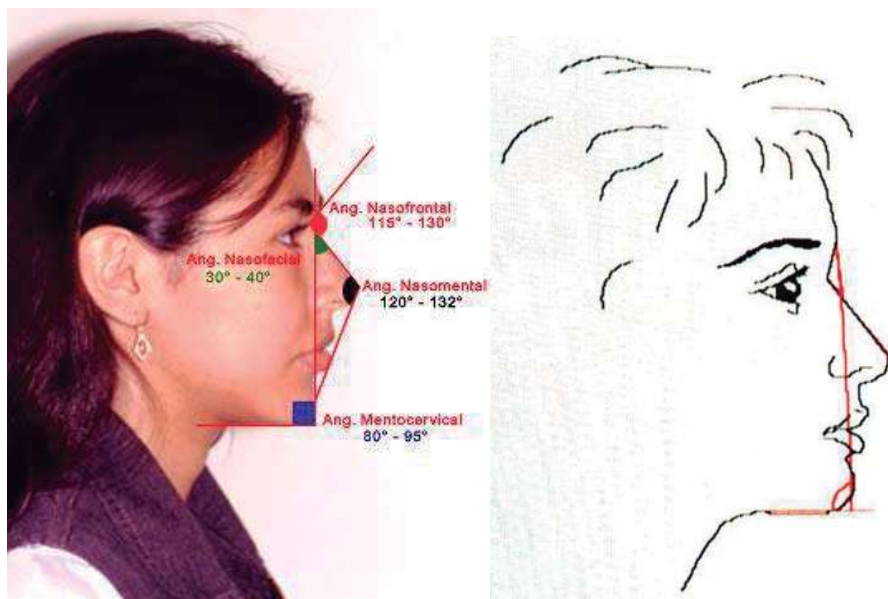 Ang. Nasofrontal
115° - 130°
Ang. Nasofacial
30° - 40°
Ang. Nasomental
120° - 132°
Ang. Mentocervical
80° - 95°